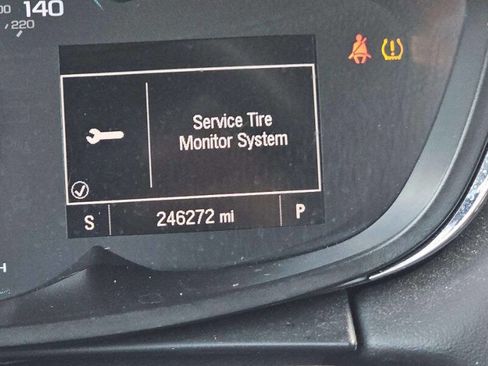 140
220
Service Tire
Monitor System
S 246272 mi P
H